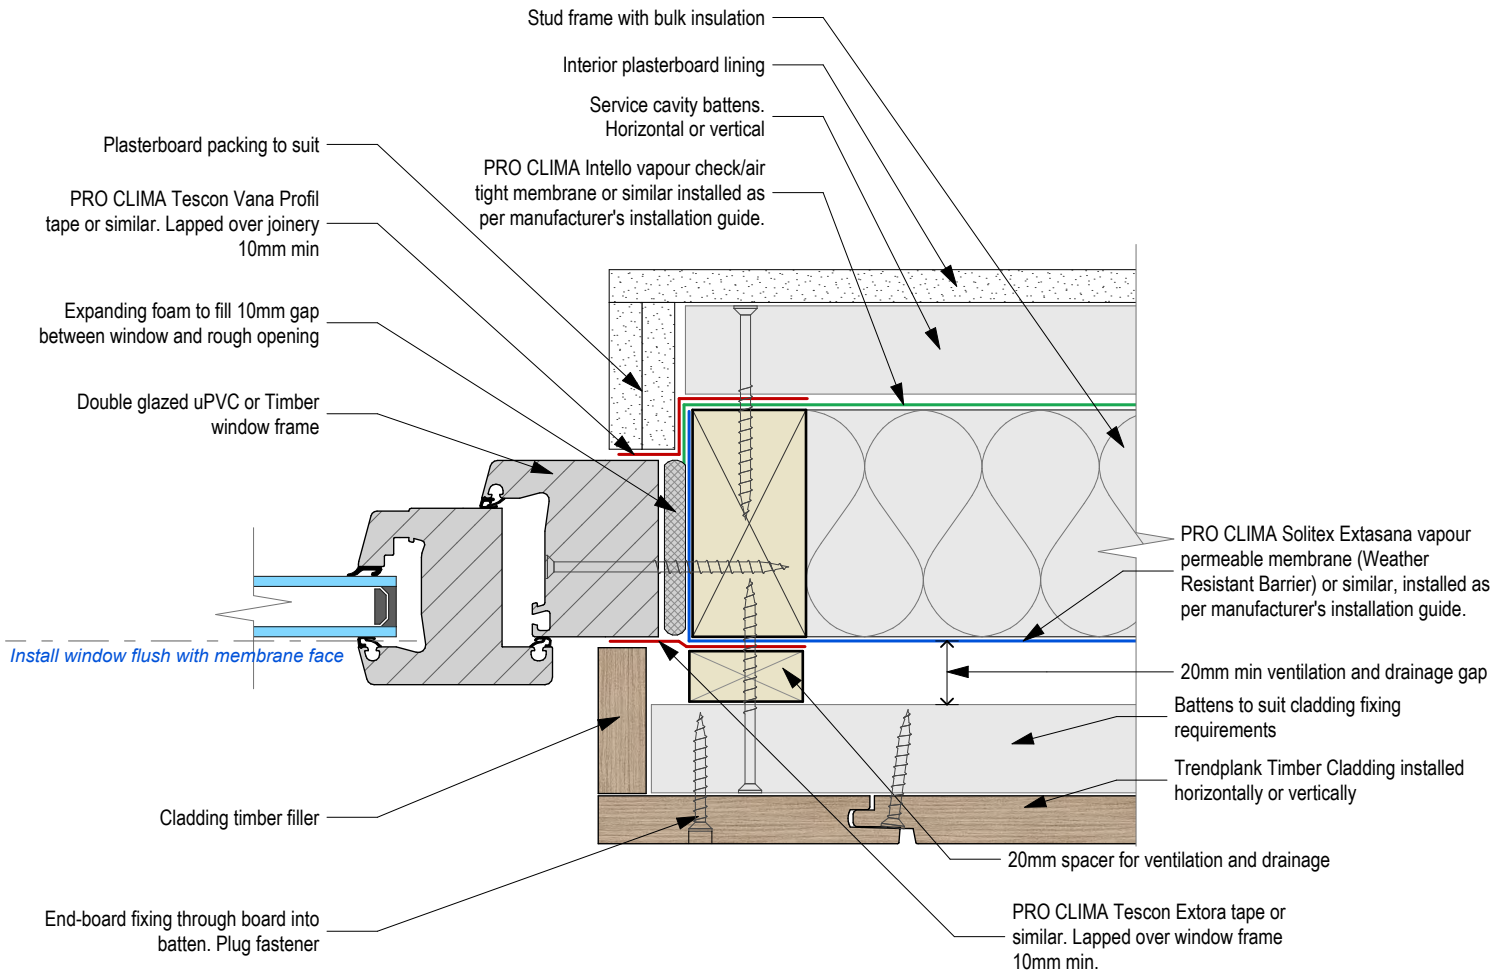 Stud frame with bulk insulation
Interior plasterboard lining
Service cavity battens.
Horizontal or vertical
PRO CLIMA Intello vapour check/air
tight membrane or similar installed as
per manufacturer's installation guide.
Plasterboard packing to suit
PRO CLIMA Tescon Vana Profil
tape or similar. Lapped over joinery
10mm min
Expanding foam to fill 10mm gap
between window and rough opening
Double glazed uPVC or Timber
window frame
Install window flush with membrane face
Cladding timber filler
End-board fixing through board into
batten. Plug fastener
PRO CLIMA Solitex Extasana vapour
permeable membrane (Weather
Resistant Barrier) or similar, installed as
per manufacturer's installation guide.
20mm min ventilation and drainage gap
Battens to suit cladding fixing
requirements
Trendplank Timber Cladding installed
horizontally or vertically
20mm spacer for ventilation and drainage
PRO CLIMA Tescon Extora tape or
similar. Lapped over window frame
10mm min.